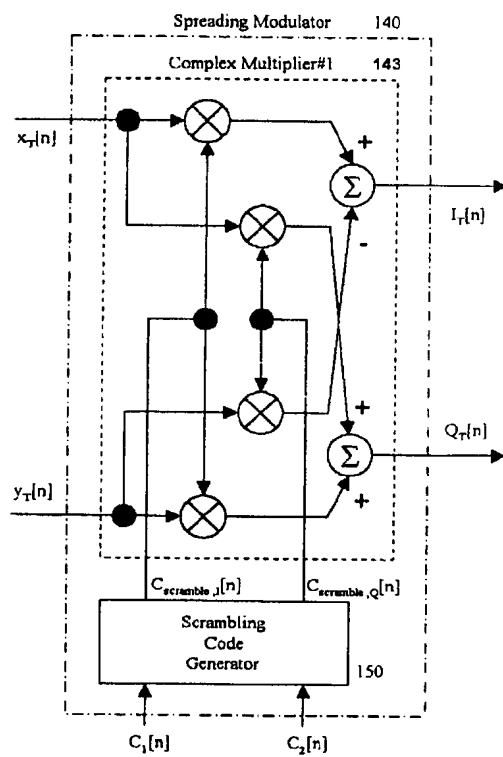 Spreading Modulator 140
Complex Multiplier#1 143
x_T[n]
+
Σ
I_T[n]
-
+
Q_T[n]
Σ
y_T[n]
+
C_scramble,I[n]
C_scramble,Q[n]
Scrambling
Code
Generator
150
C_1[n]
C_2[n]